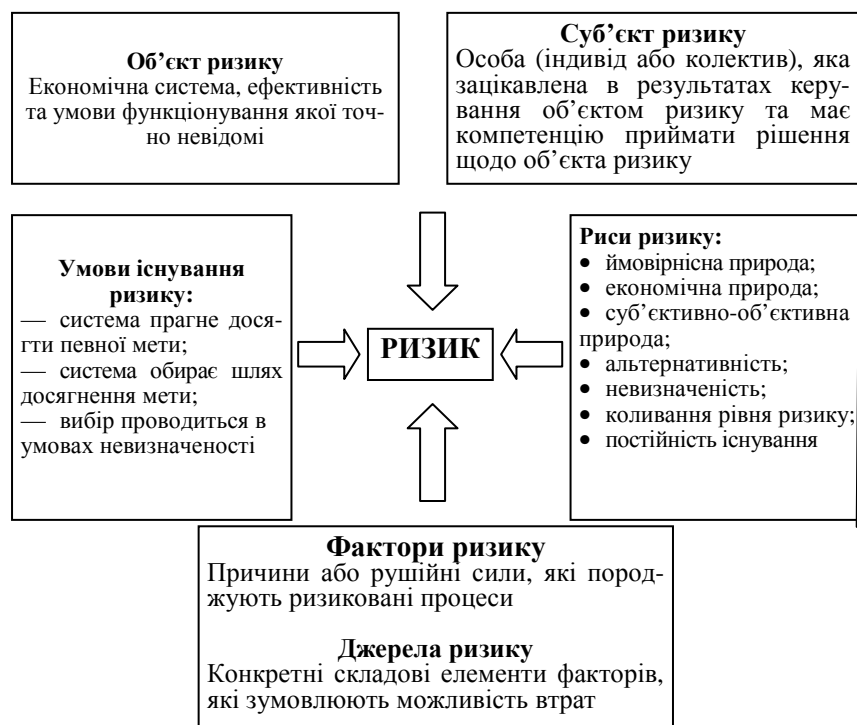 Об’єкт ризику
Економічна система, ефективність
та умови функціонування якої точ-
но невідомі
Суб’єкт ризику
Особа (індивід або колектив), яка
зацікавлена в результатах керу-
вання об’єктом ризику та має
компетенцію приймати рішення
щодо об’єкта ризику
Умови існування
ризику:
— система прагне дося-
гти певної мети;
— система обирає шлях
досягнення мети;
— вибір проводиться в
умовах невизначеності
РИЗИК
Риси ризику:
• ймовірнісна природа;
• економічна природа;
• суб’єктивно-об’єктивна
природа;
• альтернативність;
• невизначеність;
• коливання рівня ризику;
• постійність існування
Фактори ризику
Причини або рушійні сили, які пород-
жують ризиковані процеси
Джерела ризику
Конкретні складові елементи факторів,
які зумовлюють можливість втрат